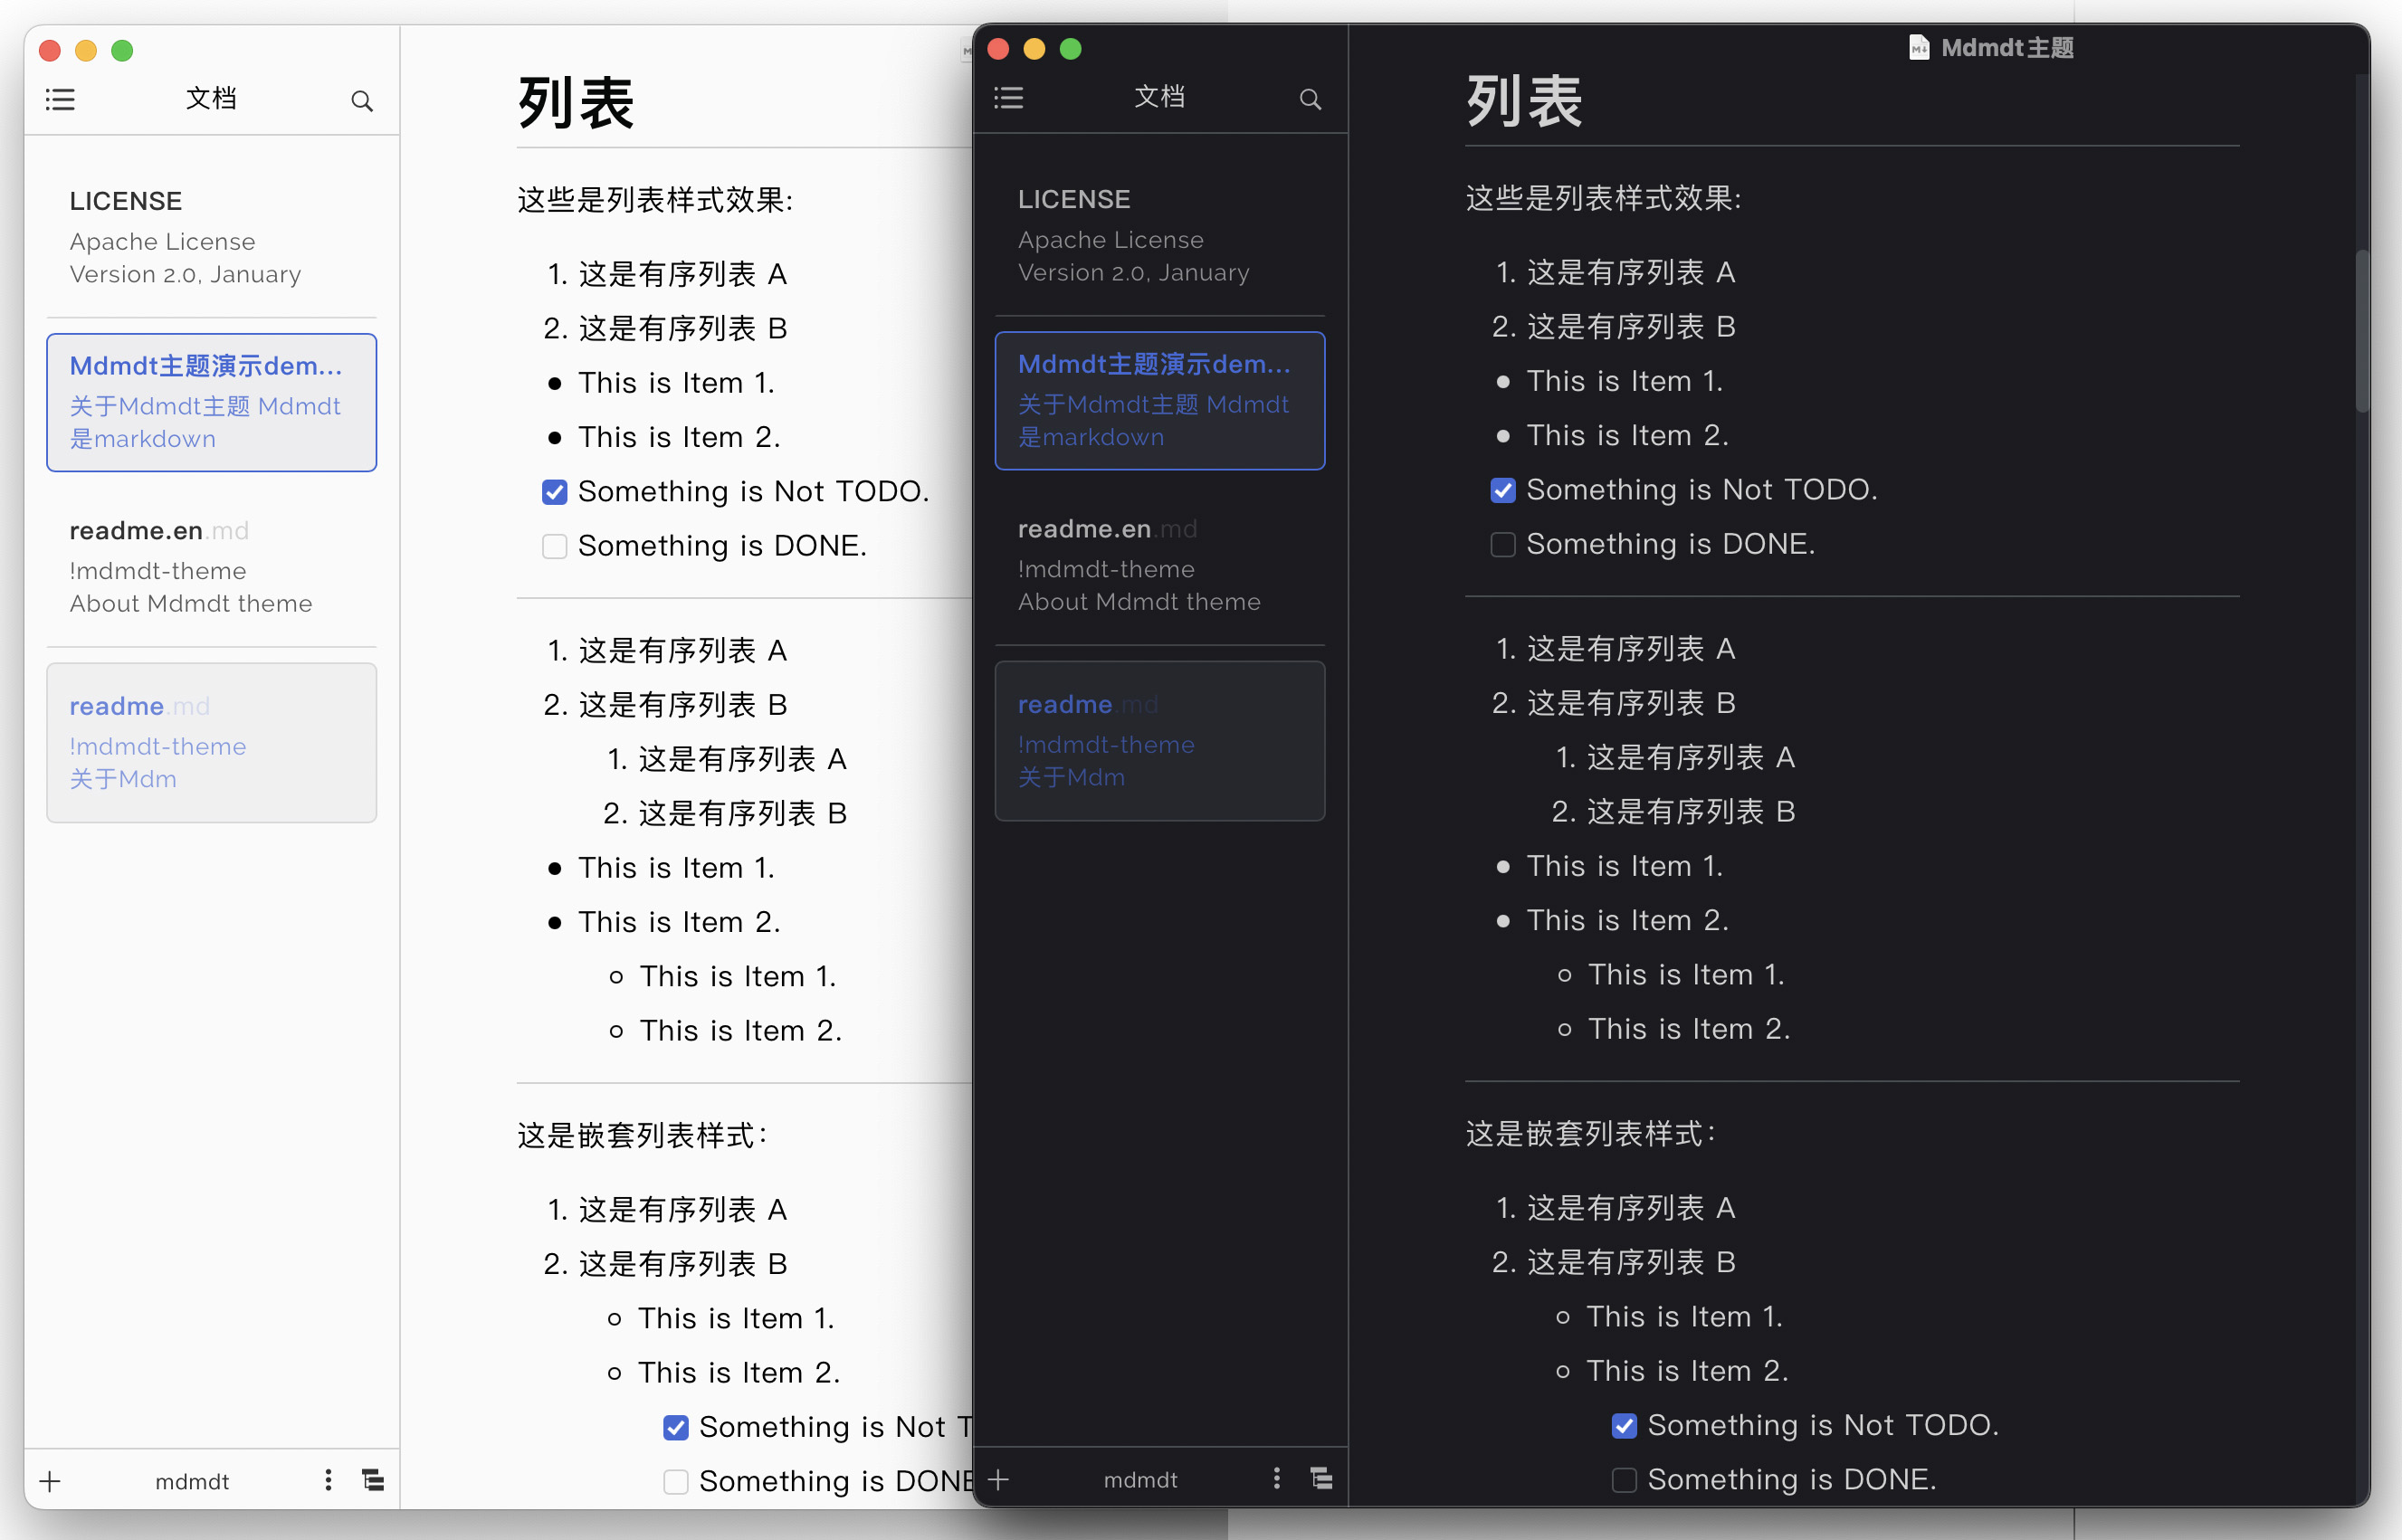 文档
LICENSE
Apache License
Version 2.0, January
Mdmdt主题演示dem...
关于Mdmdt主题 Mdmdt
是markdown
readme.en.md
!mdmdt-theme
About Mdmdt theme
readme.md
!mdmdt-theme
关于Mdm
mdmdt
列表
这些是列表样式效果:
1. 这是有序列表 A
2. 这是有序列表 B
• This is Item 1.
• This is Item 2.
Something is Not TODO.
Something is DONE.
1. 这是有序列表 A
2. 这是有序列表 B
1. 这是有序列表 A
2. 这是有序列表 B
• This is Item 1.
• This is Item 2.
◦ This is Item 1.
◦ This is Item 2.
这是嵌套列表样式：
1. 这是有序列表 A
2. 这是有序列表 B
◦ This is Item 1.
◦ This is Item 2.
Something is Not T
Something is DONE
Mdmdt主题
文档
LICENSE
Apache License
Version 2.0, January
Mdmdt主题演示dem...
关于Mdmdt主题 Mdmdt
是markdown
readme.en.md
!mdmdt-theme
About Mdmdt theme
readme.md
!mdmdt-theme
关于Mdm
mdmdt
列表
这些是列表样式效果:
1. 这是有序列表 A
2. 这是有序列表 B
• This is Item 1.
• This is Item 2.
Something is Not TODO.
Something is DONE.
1. 这是有序列表 A
2. 这是有序列表 B
1. 这是有序列表 A
2. 这是有序列表 B
• This is Item 1.
• This is Item 2.
◦ This is Item 1.
◦ This is Item 2.
这是嵌套列表样式：
1. 这是有序列表 A
2. 这是有序列表 B
◦ This is Item 1.
◦ This is Item 2.
Something is Not TODO.
Something is DONE.